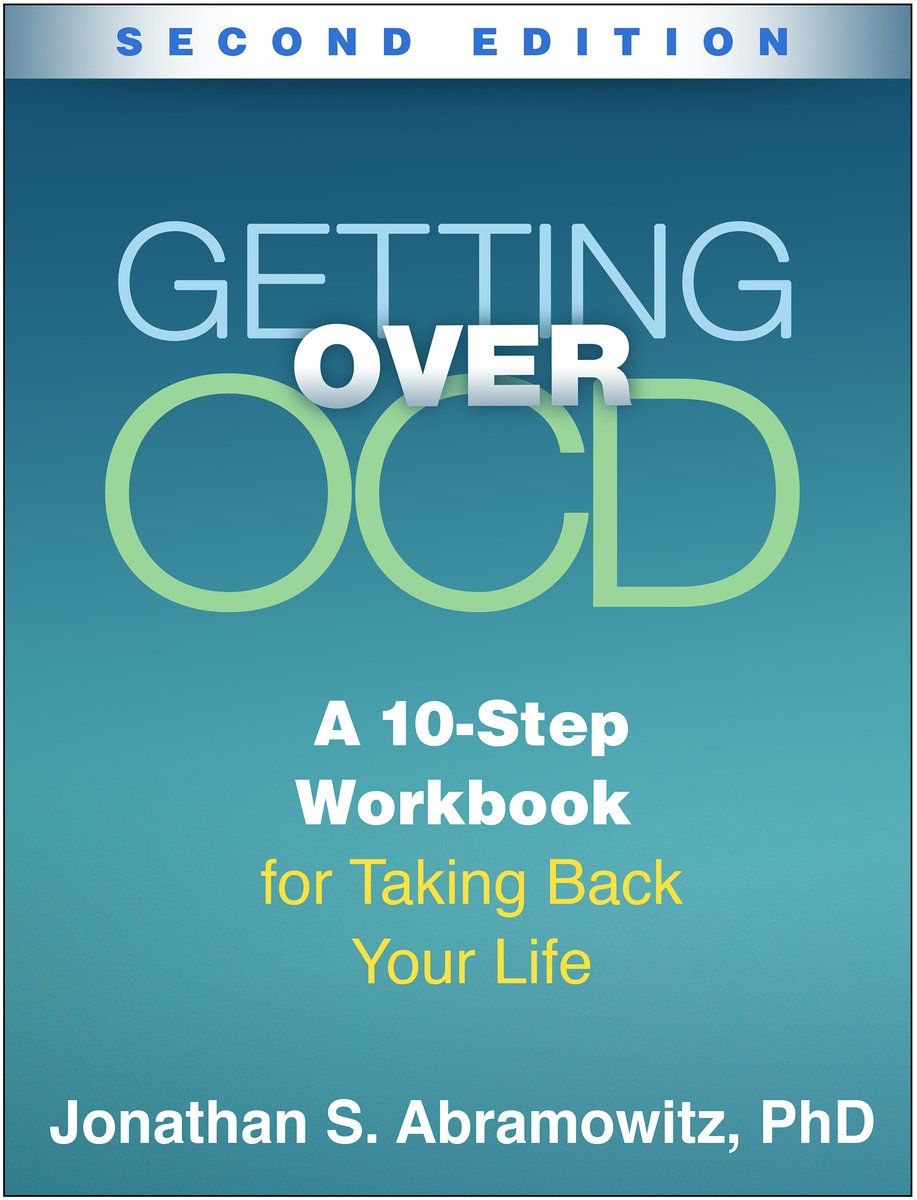 SECOND EDITION
GETTING
OVER
OCD
A 10-Step
Workbook
for Taking Back
Your Life
Jonathan S. Abramowitz, PhD